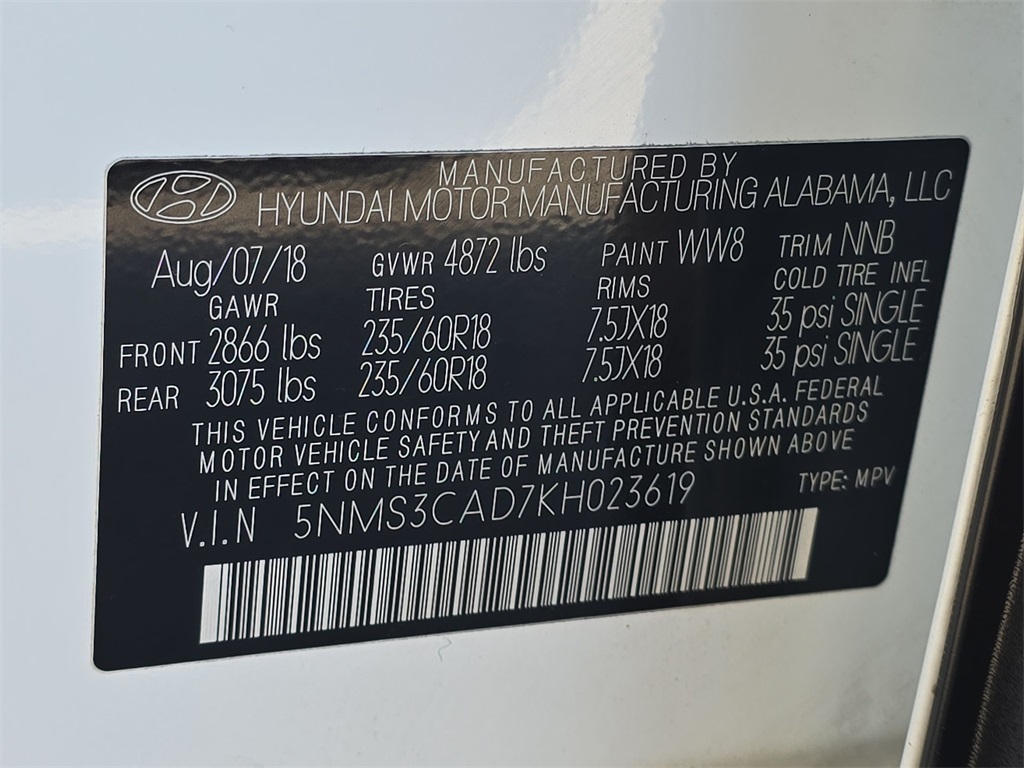 MANUFACTURED BY
HYUNDAI MOTOR MANUFACTURING ALABAMA, LLC
Aug/07/18 GVWR 4872 lbs PAINT WW8 TRIM NNB
GAWR TIRES RIMS COLD TIRE INFL
FRONT 2866 lbs 235/60R18 7.5JX18 35 psi SINGLE
REAR 3075 lbs 235/60R18 7.5JX18 35 psi SINGLE
THIS VEHICLE CONFORMS TO ALL APPLICABLE U.S.A. FEDERAL
MOTOR VEHICLE SAFETY AND THEFT PREVENTION STANDARDS
IN EFFECT ON THE DATE OF MANUFACTURE SHOWN ABOVE
V.I.N 5NMS3CAD7KH023619 TYPE: MPV